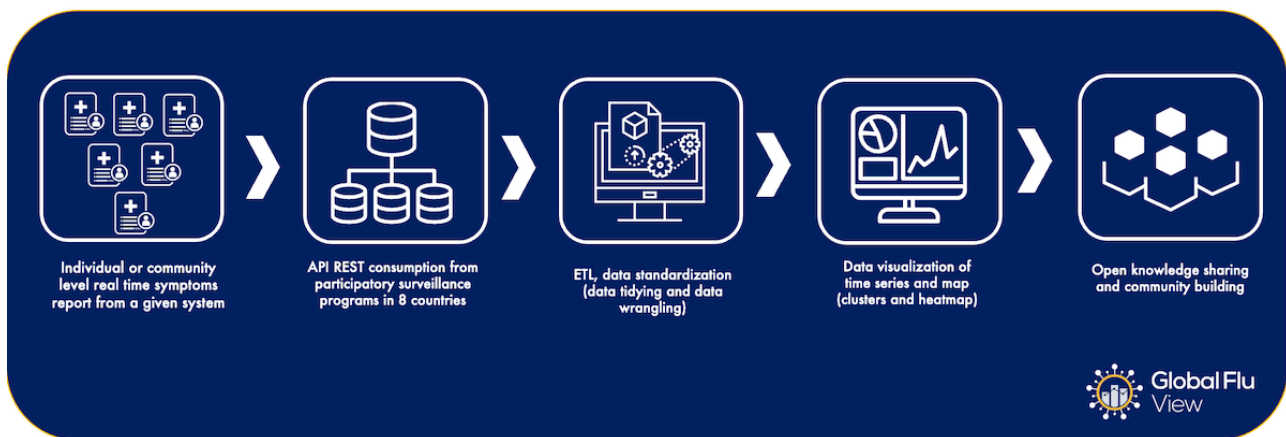 Individual or community
level real time symptoms
report from a given system
API REST consumption from
participatory surveillance
programs in 8 countries
ETL, data standardization
(data tidying and data
wrangling)
Data visualization of
time series and map
(clusters and heatmap)
Open knowledge sharing
and community building
Global Flu
View